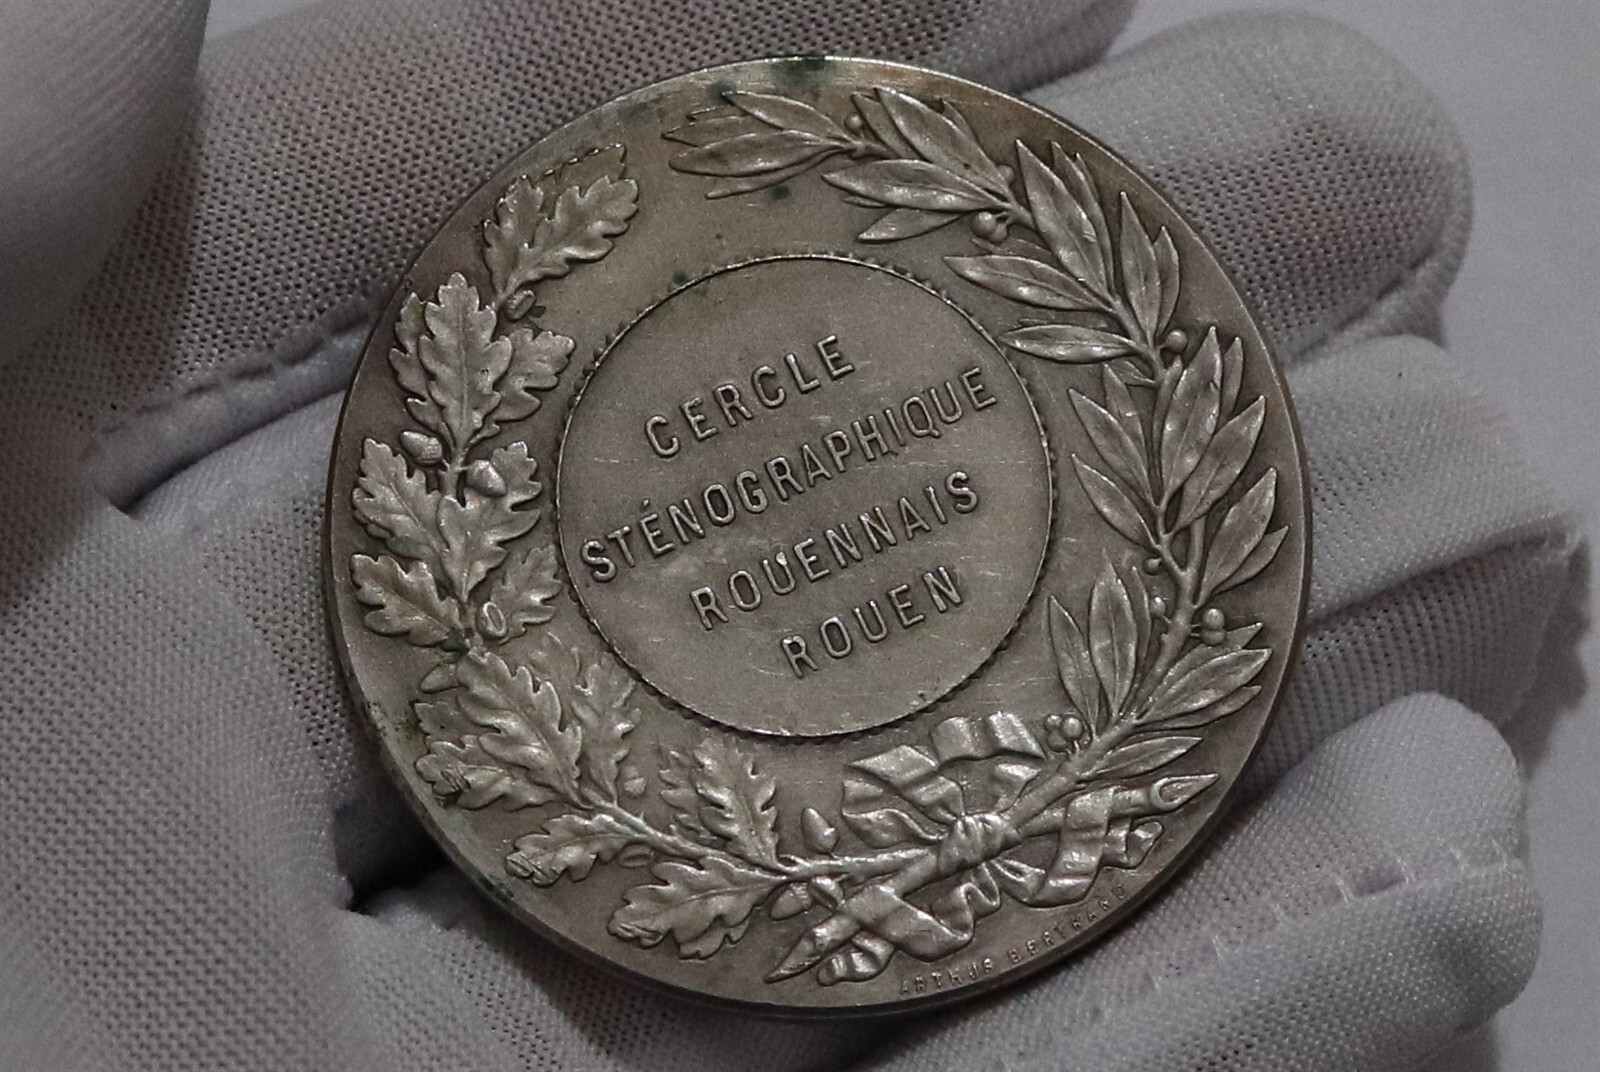 CERCLE
STÉNOGRAPHIQUE
ROUENNAIS
ROUEN
ARTHUS BERTRAND